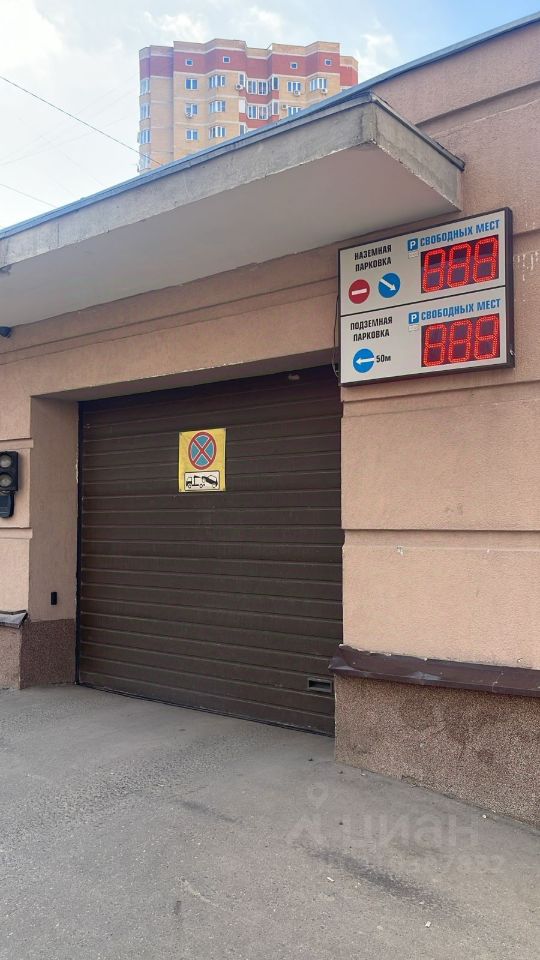 НАЗЕМНАЯ
ПАРКОВКА
P СВОБОДНЫХ МЕСТ
888
ПОДЗЕМНАЯ
ПАРКОВКА
50м
P СВОБОДНЫХ МЕСТ
888
циан